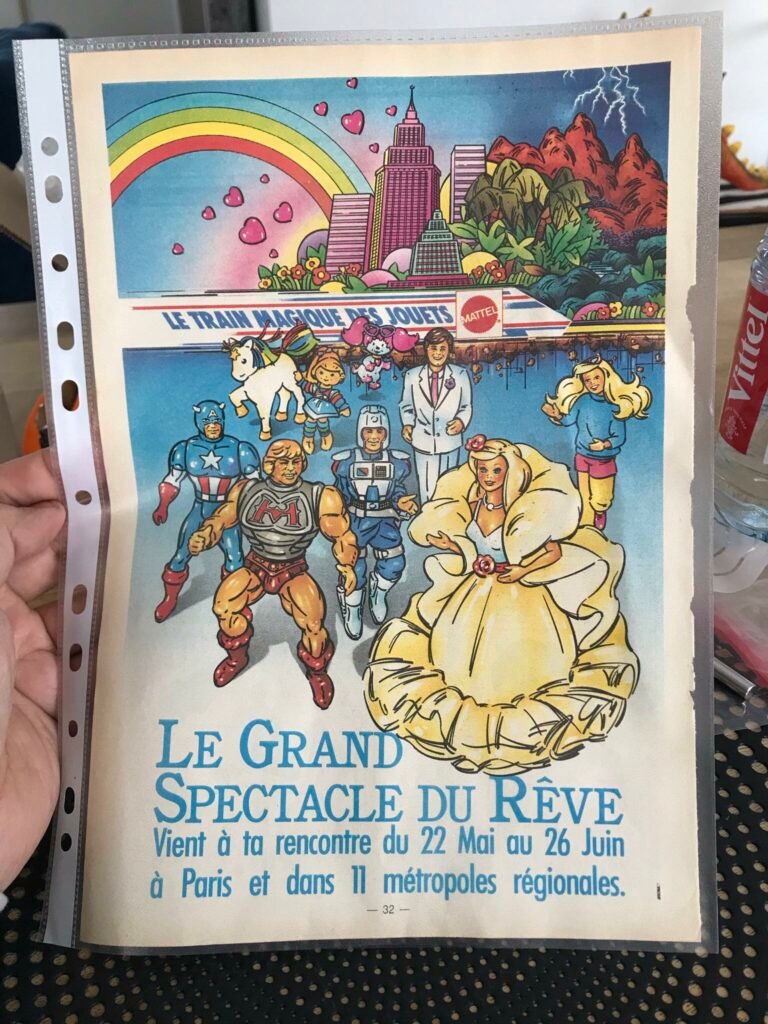 LE TRAIN MAGIQUE DES JOUETS
MATTEL
Vittel
LE GRAND
SPECTACLE DU RÊVE
Vient à ta rencontre du 22 Mai au 26 Juin
à Paris et dans 11 métropoles régionales.
— 32 —